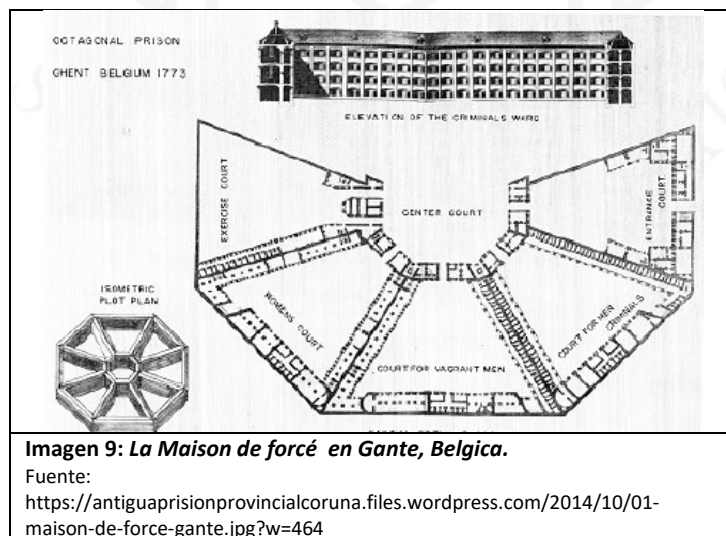 OCTAGONAL PRISON
GHENT BELGIUM 1773
ELEVATION OF THE CRIMINALS WARD
EXERCISE COURT
CENTER COURT
ENTRANCE COURT
ISOMETRIC
PLOT PLAN
WOMENS COURT
COURT FOR VAGRANT MEN
COURT FOR MEN
CRIMINALS
Imagen 9: La Maison de forcé en Gante, Belgica.
Fuente:
https://antiguaprisionprovincialcoruna.files.wordpress.com/2014/10/01-
maison-de-force-gante.jpg?w=464